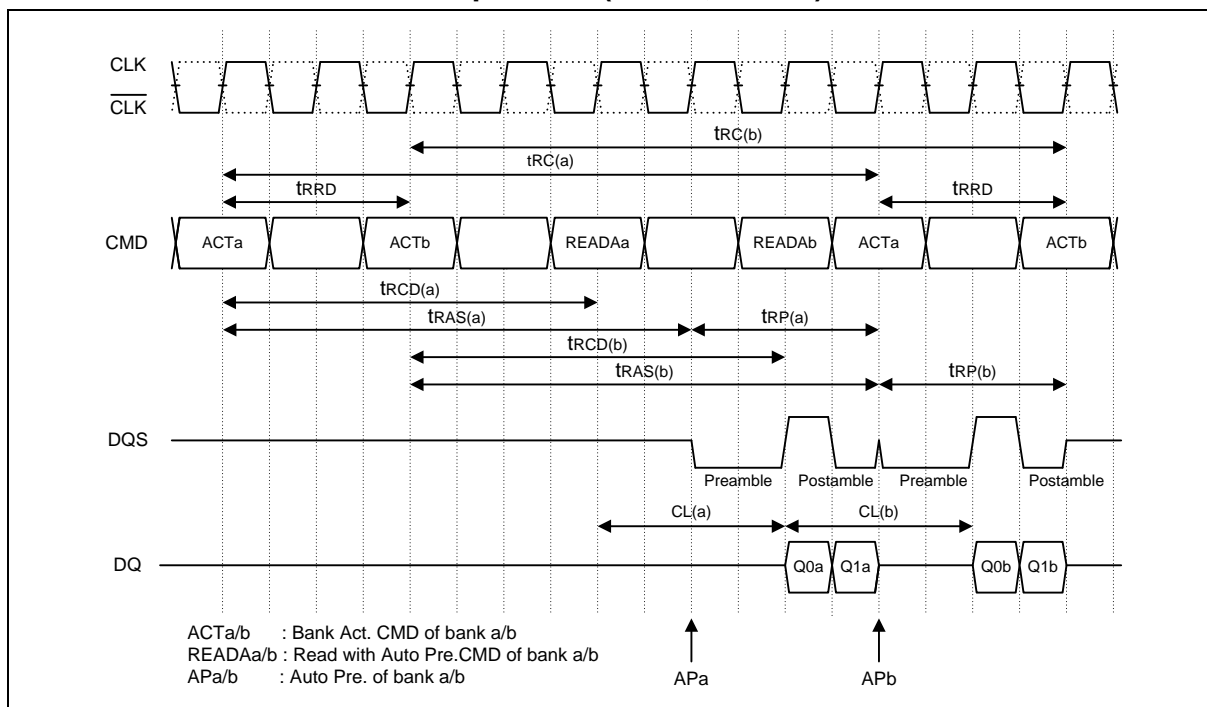 CLK
CLK
tRC(b)
tRC(a)
tRRD
tRRD
CMD
ACTa
ACTb
READAa
READAb
ACTa
ACTb
tRCD(a)
tRAS(a)
tRP(a)
tRCD(b)
tRAS(b)
tRP(b)
DQS
Preamble
Postamble
Preamble
Postamble
CL(a)
CL(b)
DQ
Q0a
Q1a
Q0b
Q1b
ACTa/b : Bank Act. CMD of bank a/b
READAa/b : Read with Auto Pre.CMD of bank a/b
APa/b : Auto Pre. of bank a/b
APa
APb